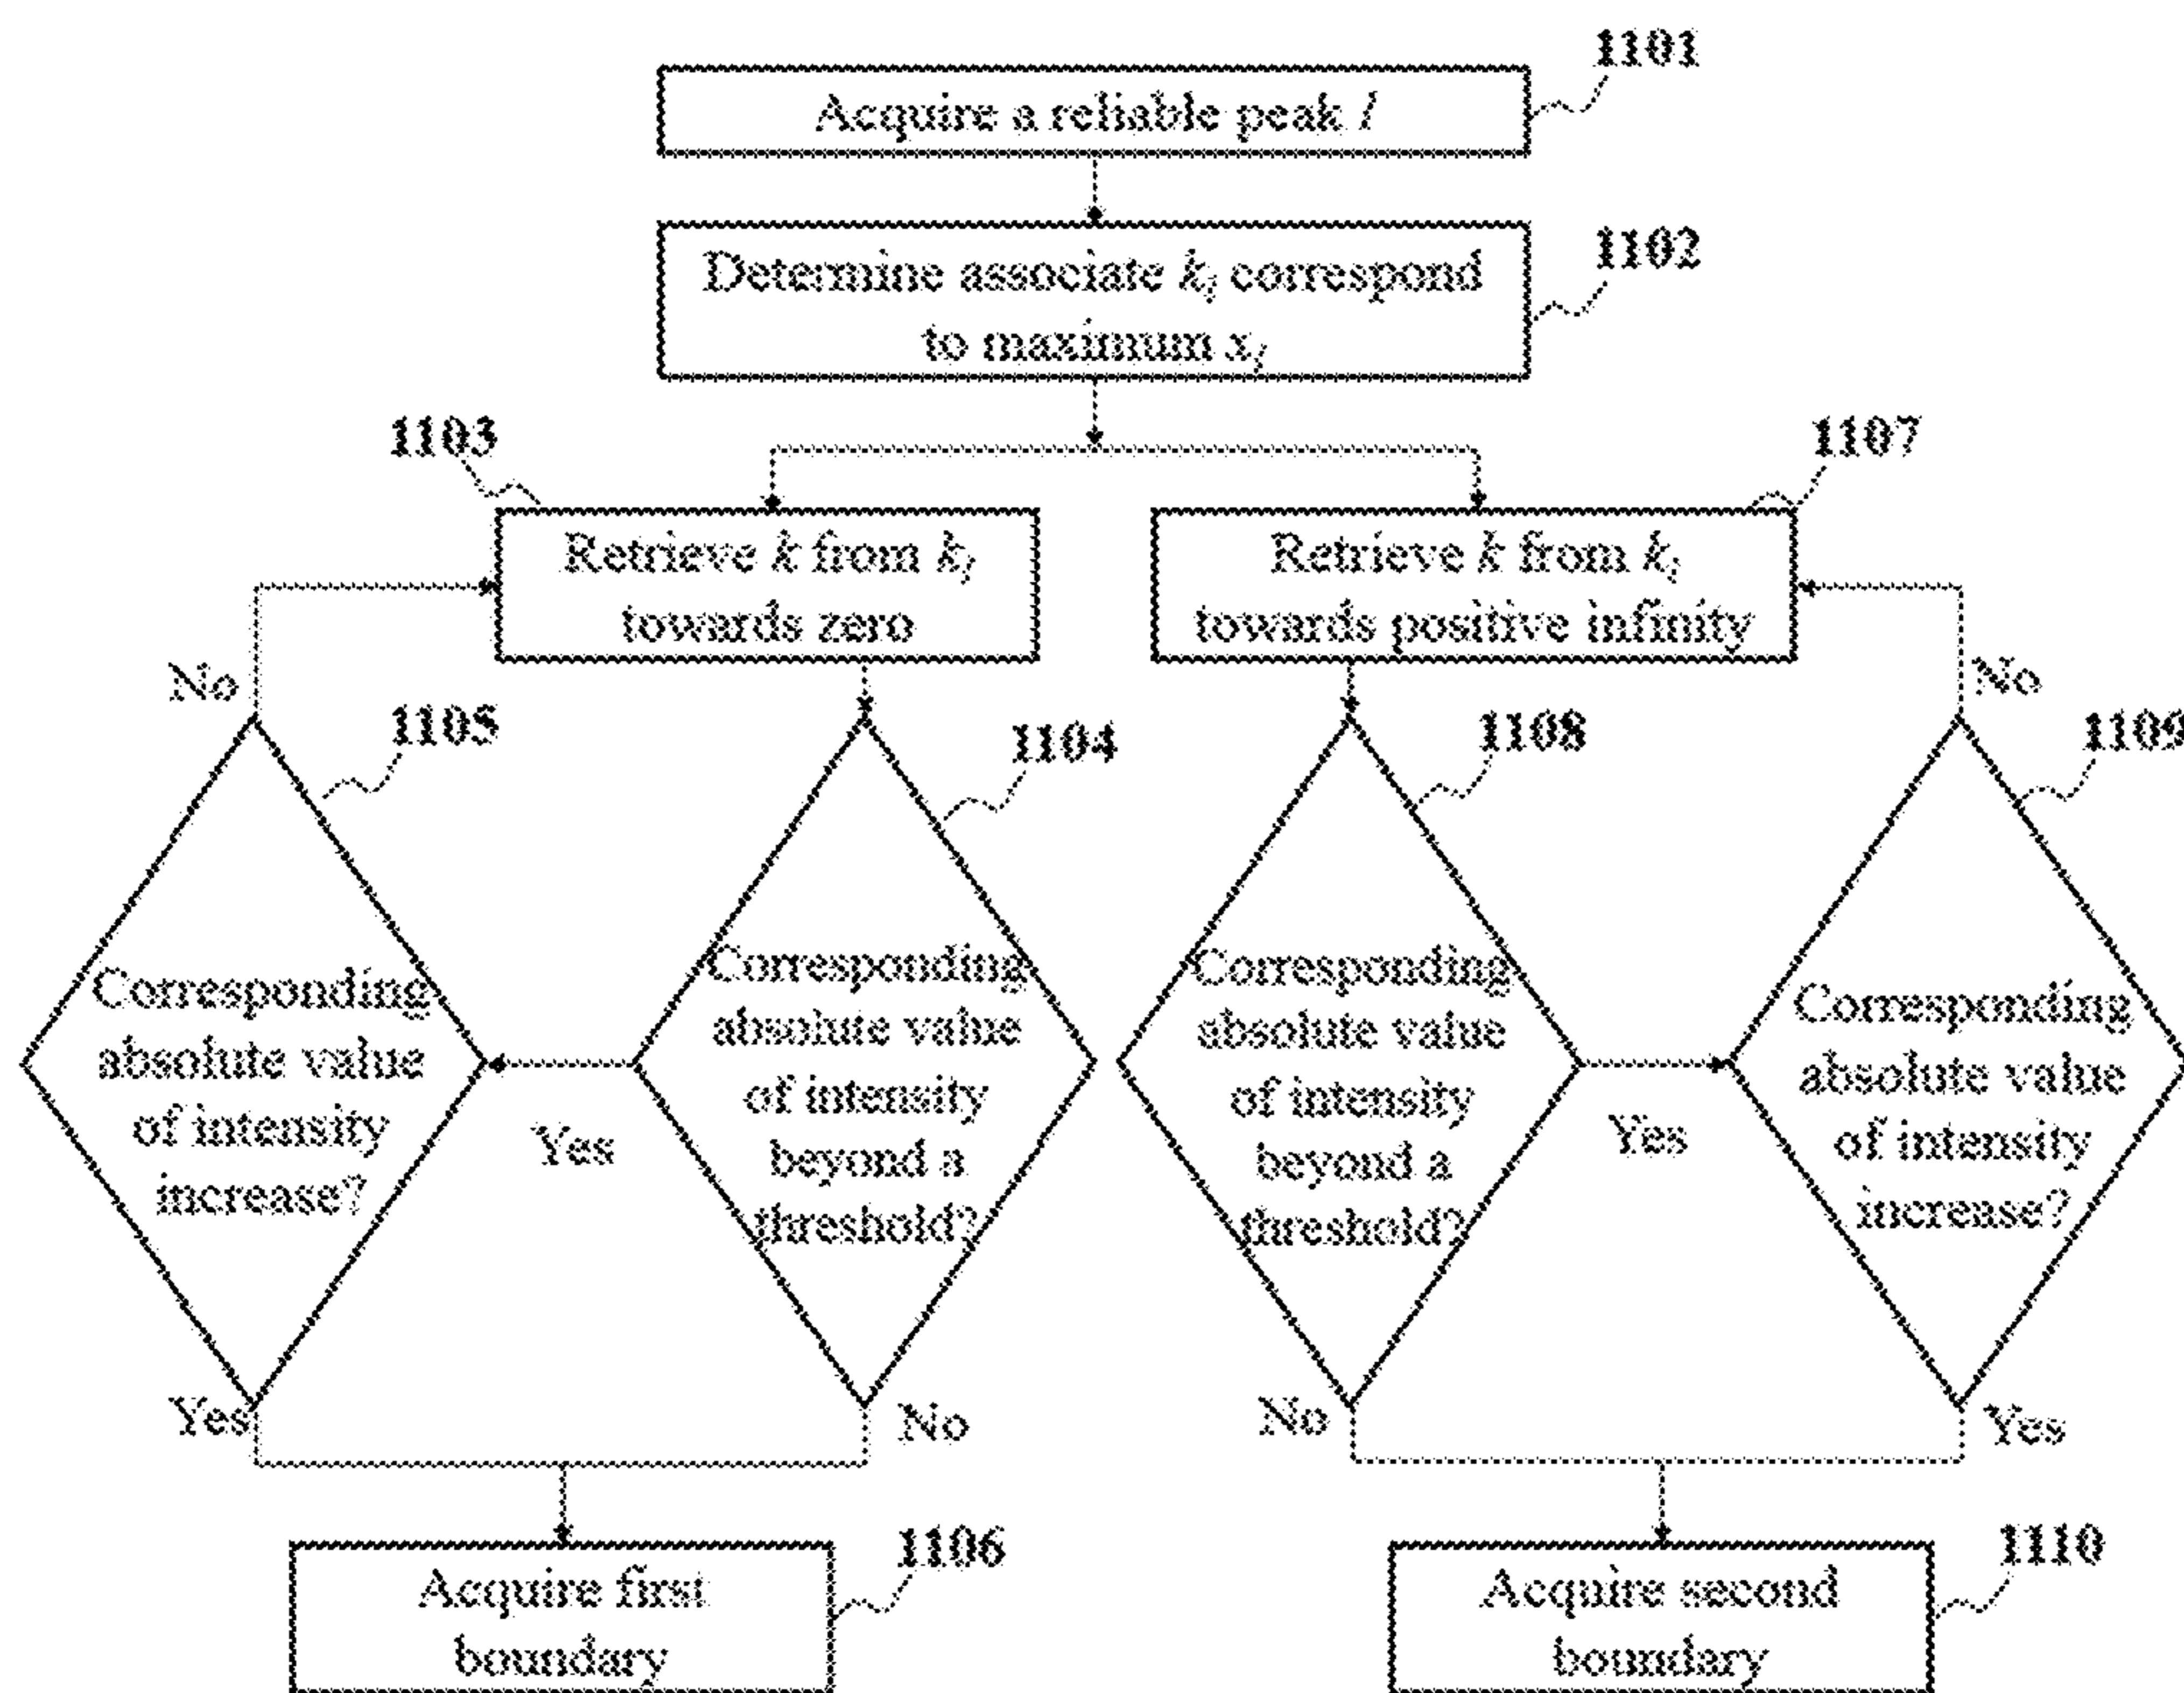 1101
Acquire a reliable peak l
1102
Determine associate kl correspond
to maximum xl
1103
1107
Retrieve k from kl
towards zero
Retrieve k from kl
towards positive infinity
No
No
1105
1104
1108
1109
Corresponding
absolute value
of intensity
increase?
Yes
Corresponding
absolute value
of intensity
beyond a
threshold?
Corresponding
absolute value
of intensity
beyond a
threshold?
Yes
Corresponding
absolute value
of intensity
increase?
Yes
No
No
Yes
1106
Acquire first
boundary
1110
Acquire second
boundary